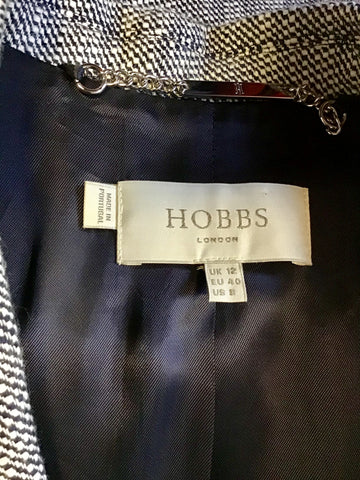 MADE IN
PORTUGAL
HOBBS
LONDON
UK 12
EU 40
US 8
H